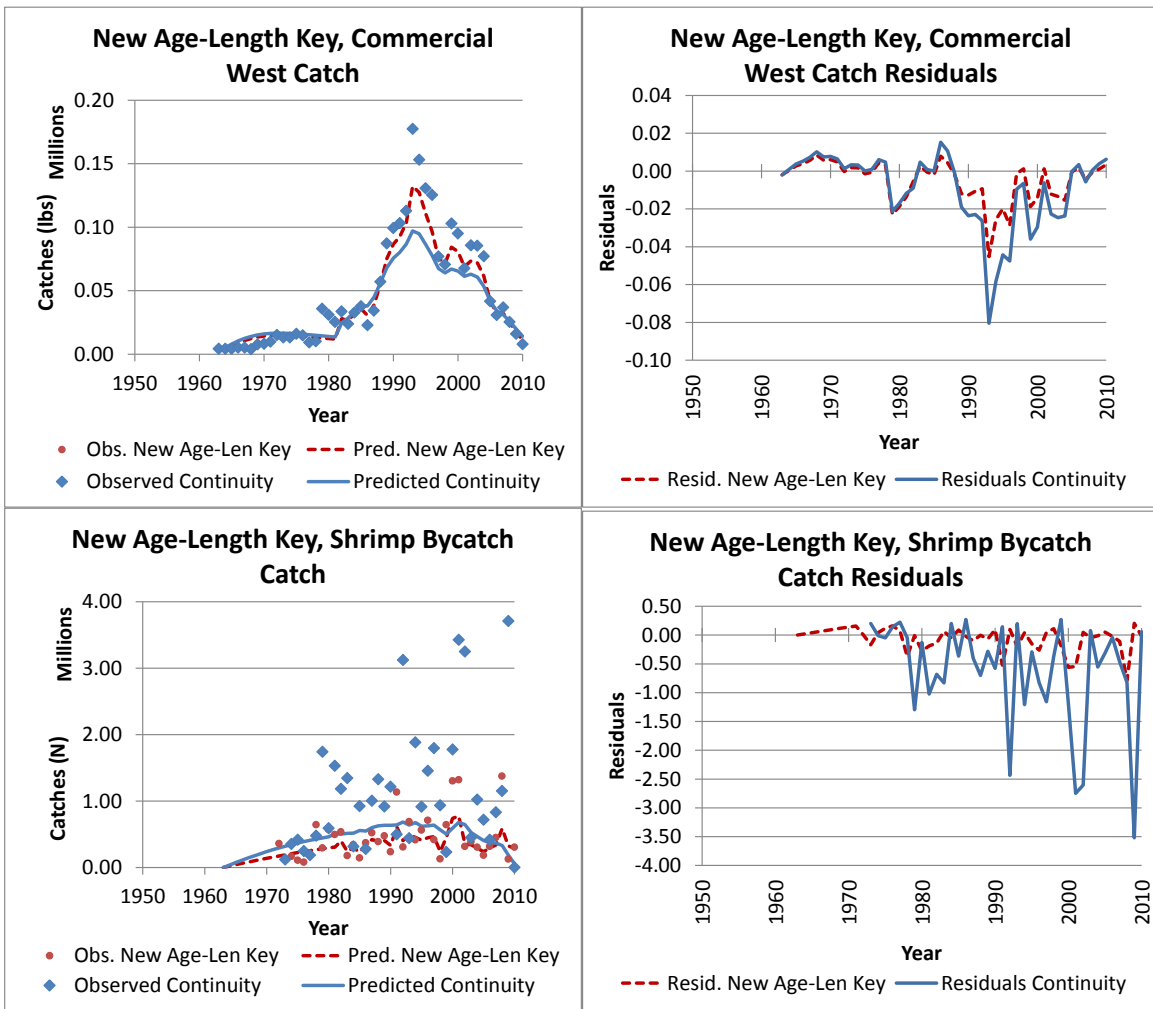 New Age-Length Key, Commercial
West Catch
Millions
Catches (lbs)
0.20
0.15
0.10
0.05
0.00
1950 1960 1970 1980 1990 2000 2010
Year
Obs. New Age-Len Key Pred. New Age-Len Key
Observed Continuity Predicted Continuity
New Age-Length Key, Commercial
West Catch Residuals
Residuals
0.04
0.02
0.00
-0.02
-0.04
-0.06
-0.08
-0.10
1950 1960 1970 1980 1990 2000 2010
Year
Resid. New Age-Len Key Residuals Continuity
New Age-Length Key, Shrimp Bycatch
Catch
Millions
Catches (N)
4.00
3.00
2.00
1.00
0.00
1950 1960 1970 1980 1990 2000 2010
Year
Obs. New Age-Len Key Pred. New Age-Len Key
Observed Continuity Predicted Continuity
New Age-Length Key, Shrimp Bycatch
Catch Residuals
Residuals
0.50
0.00
-0.50
-1.00
-1.50
-2.00
-2.50
-3.00
-3.50
-4.00
1950 1960 1970 1980 1990 2000 2010
Year
Resid. New Age-Len Key Residuals Continuity